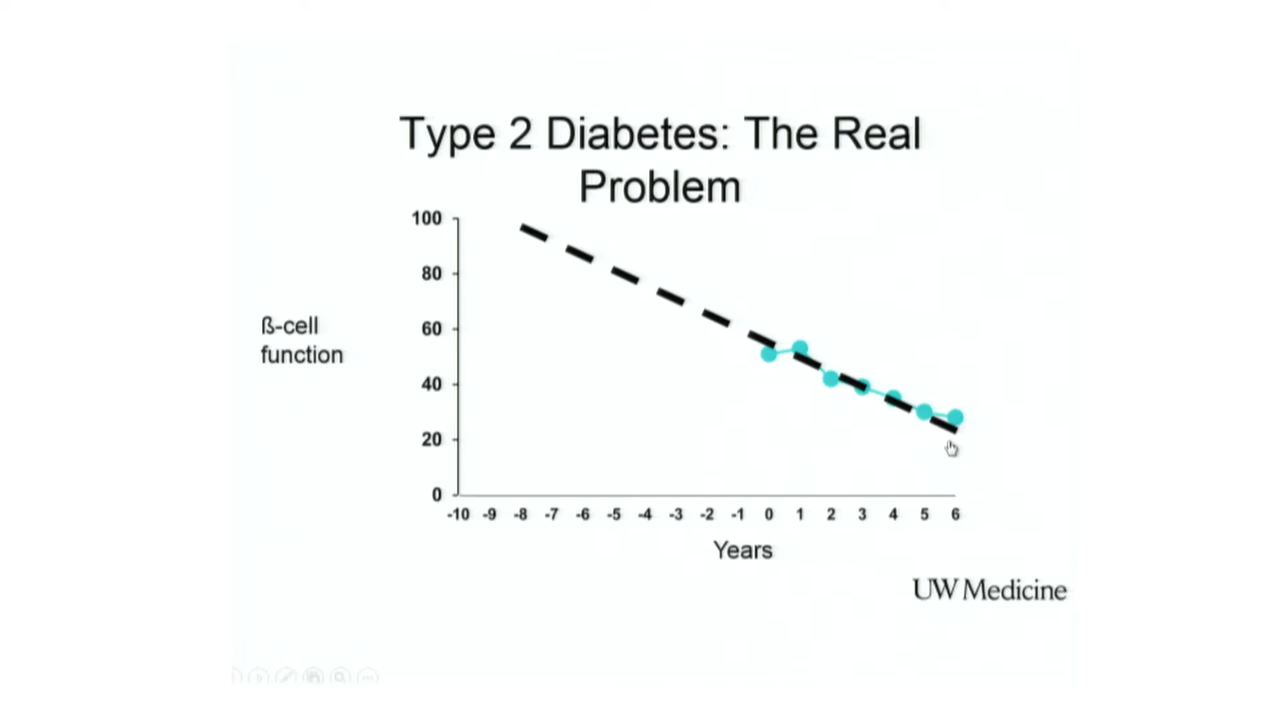 Type 2 Diabetes: The Real
Problem
100
80
60
40
20
0
ß-cell
function
-10 -9 -8 -7 -6 -5 -4 -3 -2 -1 0 1 2 3 4 5 6
Years
UW Medicine